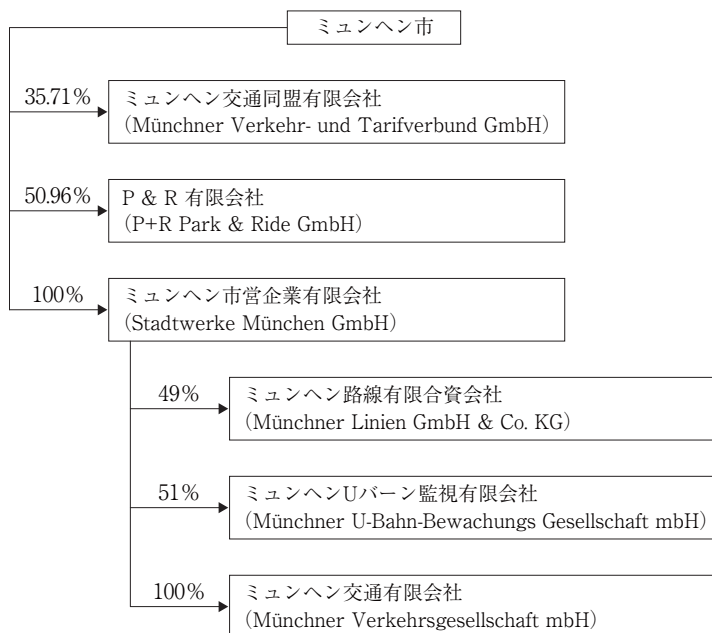 ミュンヘン市
35.71%
ミュンヘン交通同盟有限会社
(Münchner Verkehr- und Tarifverbund GmbH)
50.96%
P & R 有限会社
(P+R Park & Ride GmbH)
100%
ミュンヘン市営企業有限会社
(Stadtwerke München GmbH)
49%
ミュンヘン路線有限合資会社
(Münchner Linien GmbH & Co. KG)
51%
ミュンヘンUバーン監視有限会社
(Münchner U-Bahn-Bewachungs Gesellschaft mbH)
100%
ミュンヘン交通有限会社
(Münchner Verkehrsgesellschaft mbH)